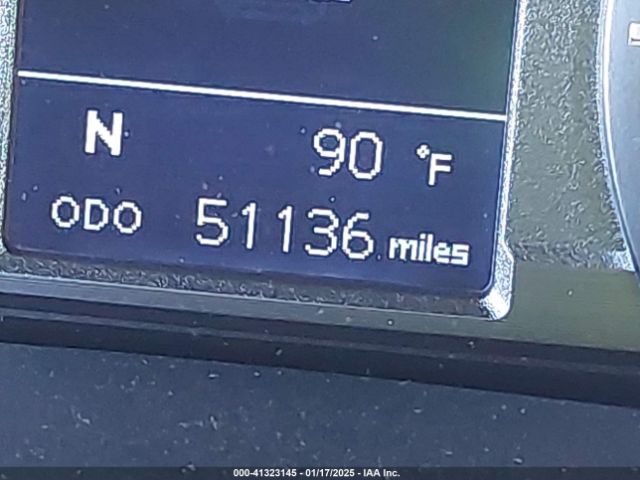 N 90 °F
ODO 51136 miles
000-41323145 - 01/17/2025 - IAA Inc.